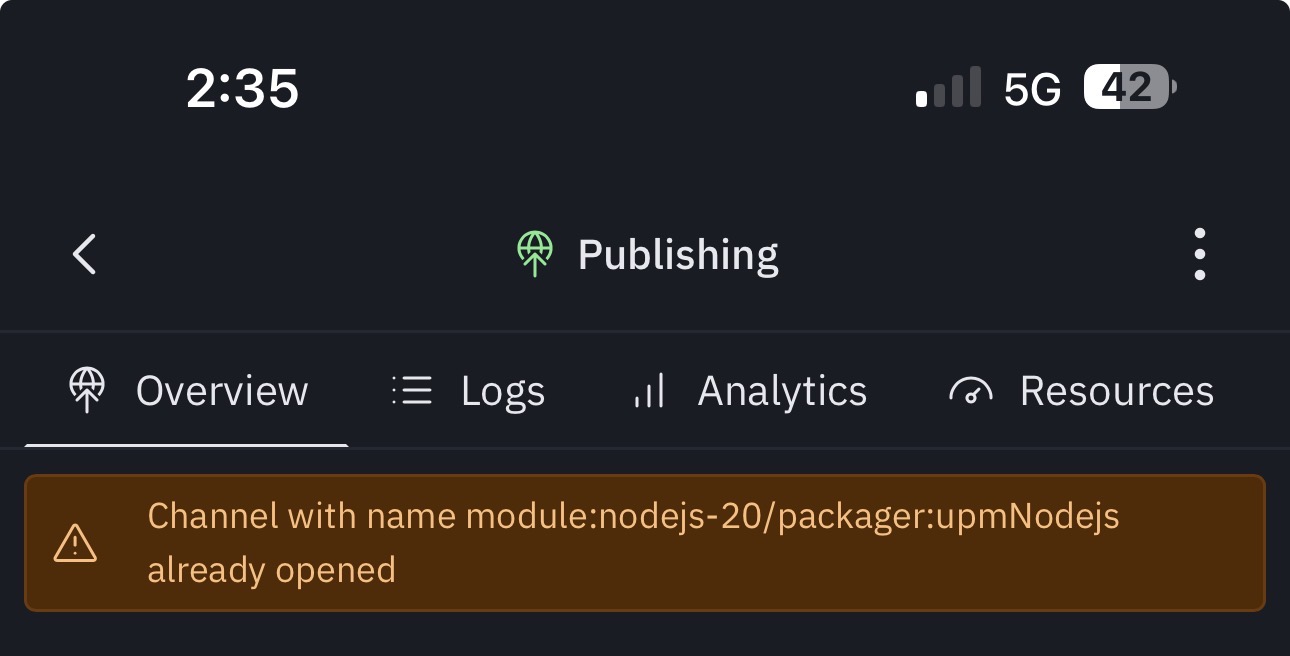 2:35 5G 42
Publishing
Overview Logs Analytics Resources
Channel with name module:nodejs-20/packager:upmNodejs
already opened